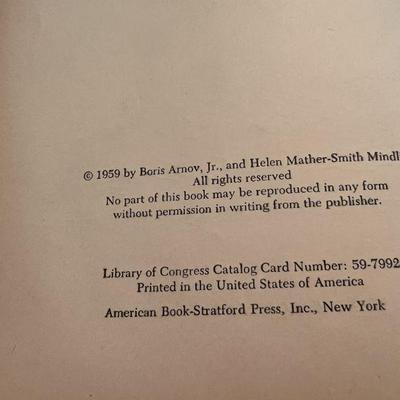 © 1959 by Boris Arnov, Jr., and Helen Mather-Smith Mindl
All rights reserved
No part of this book may be reproduced in any form
without permission in writing from the publisher.
Library of Congress Catalog Card Number: 59-7992
Printed in the United States of America
American Book-Stratford Press, Inc., New York